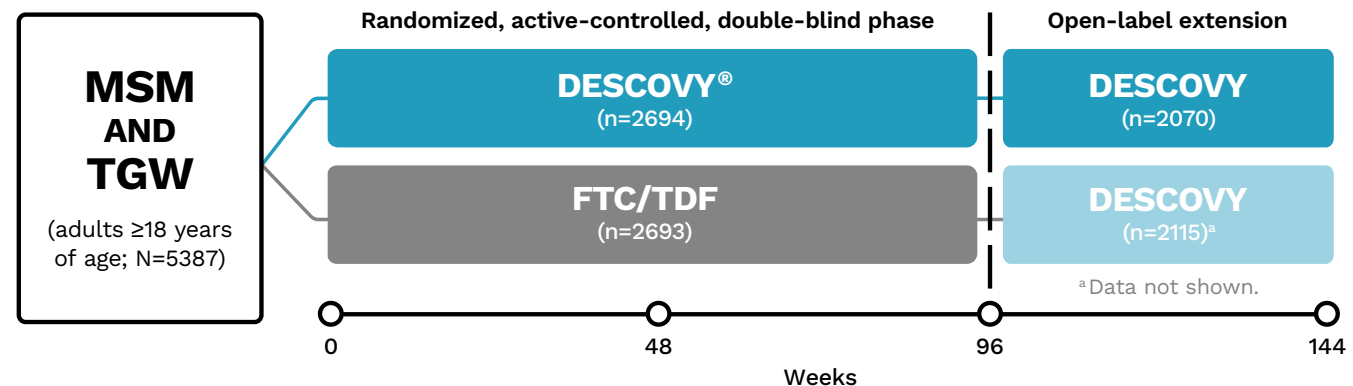 Randomized, active-controlled, double-blind phase
Open-label extension
MSM
AND
TGW
(adults ≥18 years
of age; N=5387)
DESCOVY®
(n=2694)
DESCOVY
(n=2070)
FTC/TDF
(n=2693)
DESCOVY
(n=2115)ᵃ
ᵃData not shown.
0
48
96
144
Weeks